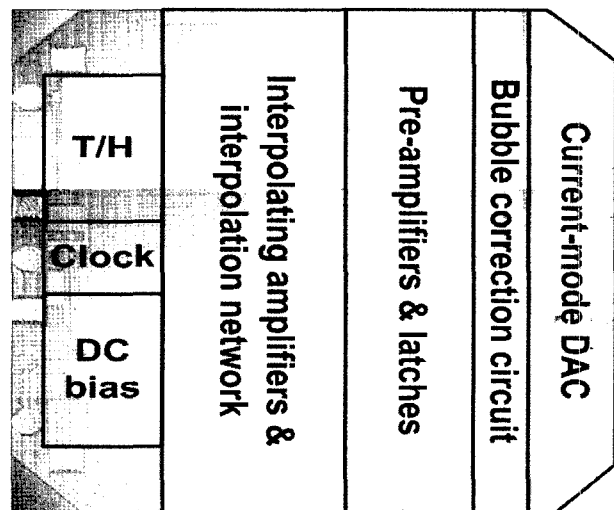 T/H
Clock
DC
bias
Interpolating amplifiers &
interpolation network
Pre-amplifiers & latches
Bubble correction circuit
Current-mode DAC